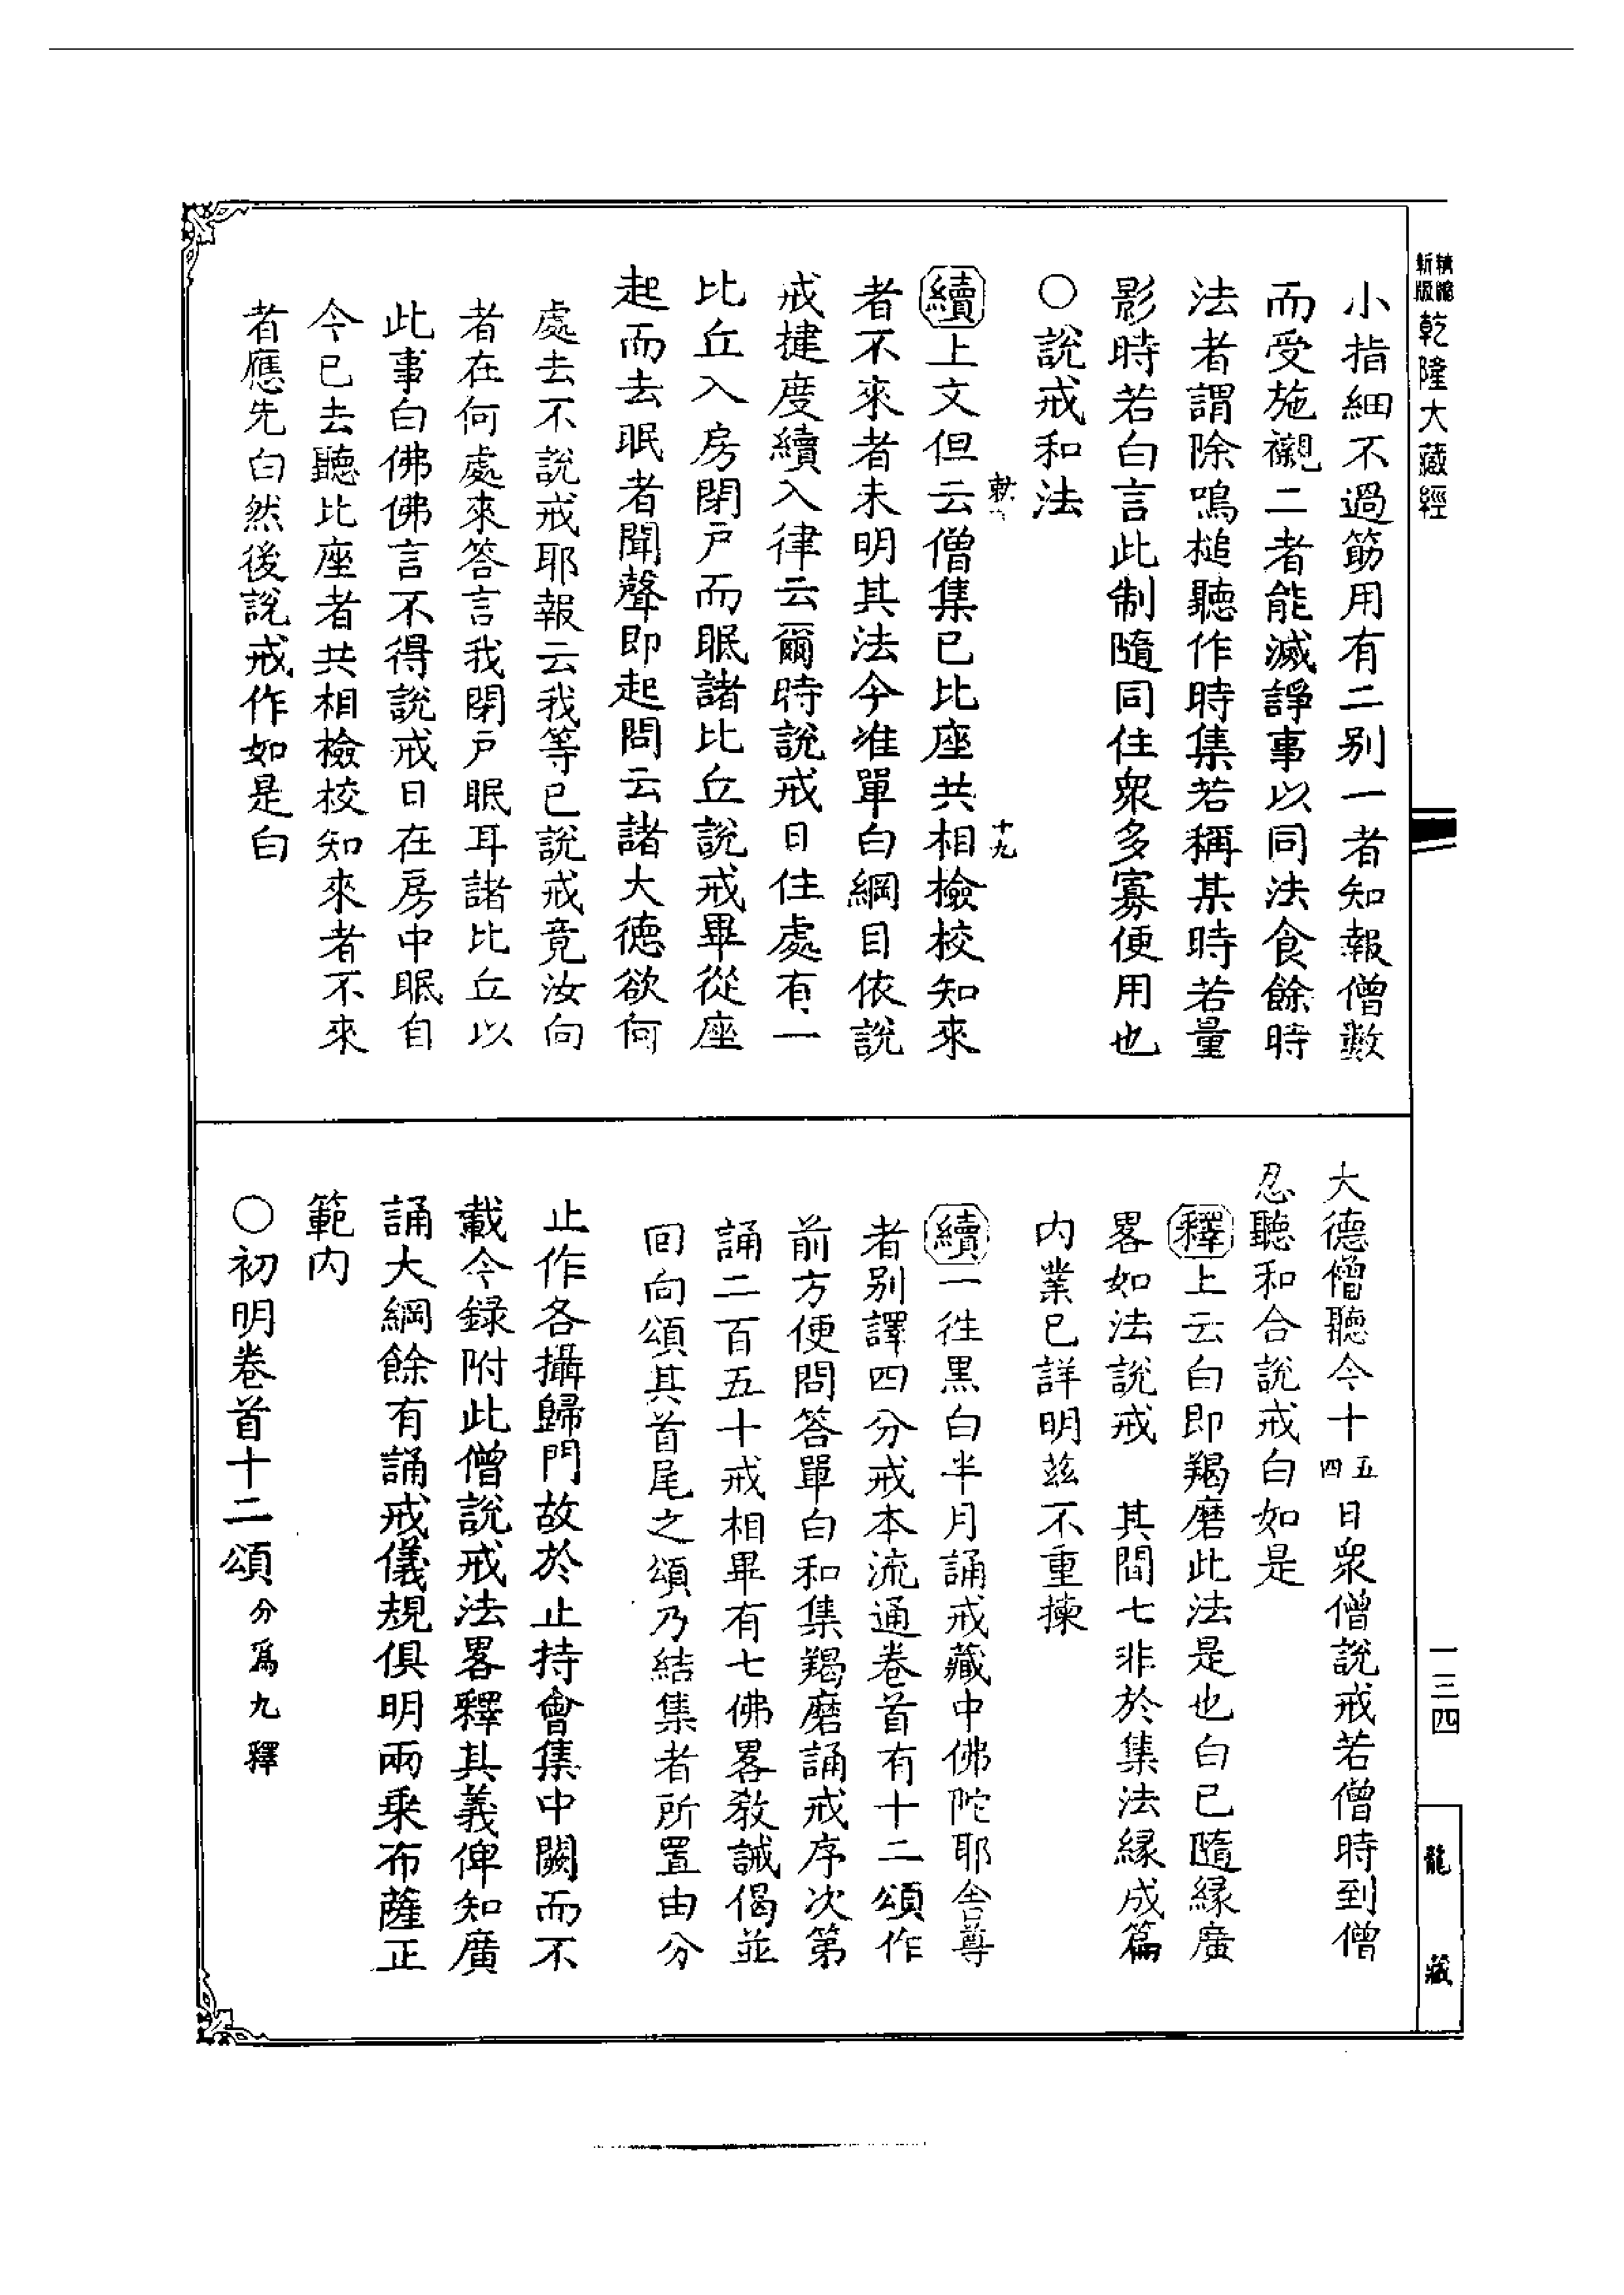 精縮新版乾隆大藏經
小指細不過筯用有二别一者知報僧數
而受施襯二者能滅諍事以同法食餘時
法者謂除鳴槌聽作時集若稱某時若量
影時若白言此制隨同住衆多寡便用也
○說戒和法
十九
續上文但云僧集已比座共相檢校知來
者不來者未明其法今准單白綱目依說
戒揵度續入律云爾時說戒日住處有一
比丘入房閉戸而眠諸比丘說戒畢從座
起而去眠者聞聲即起問云諸大德欲何
處去不說戒耶報云我等已說戒竟汝向
者在何處來答言我閉戸眠耳諸比丘以
此事白佛佛言不得說戒日在房中眠自
今已去聽比座者共相檢校知來者不來
者應先白然後說戒作如是白
大德僧聽今十五四日衆僧說戒若僧時到僧
忍聽和合說戒白如是
釋上云白即羯磨此法是也白已隨緣廣
畧如法說戒 其間七非於集法緣成篇
内業已詳明茲不重揀
續一徃黑白半月誦戒藏中佛陀耶舍尊
者别譯四分戒本流通卷首有十二頌作
前方便問答單白和集羯磨誦戒序次第
誦二百五十戒相畢有七佛畧敎誡偈並
回向頌其首尾之頌乃結集者所置由分
止作各攝歸門故於止持會集中闕而不
載今録附此僧說戒法畧釋其義俾知廣
誦大綱餘有誦戒儀規俱明兩乘布薩正
範内
○初明卷首十二頌分爲九釋
一三四
龍藏